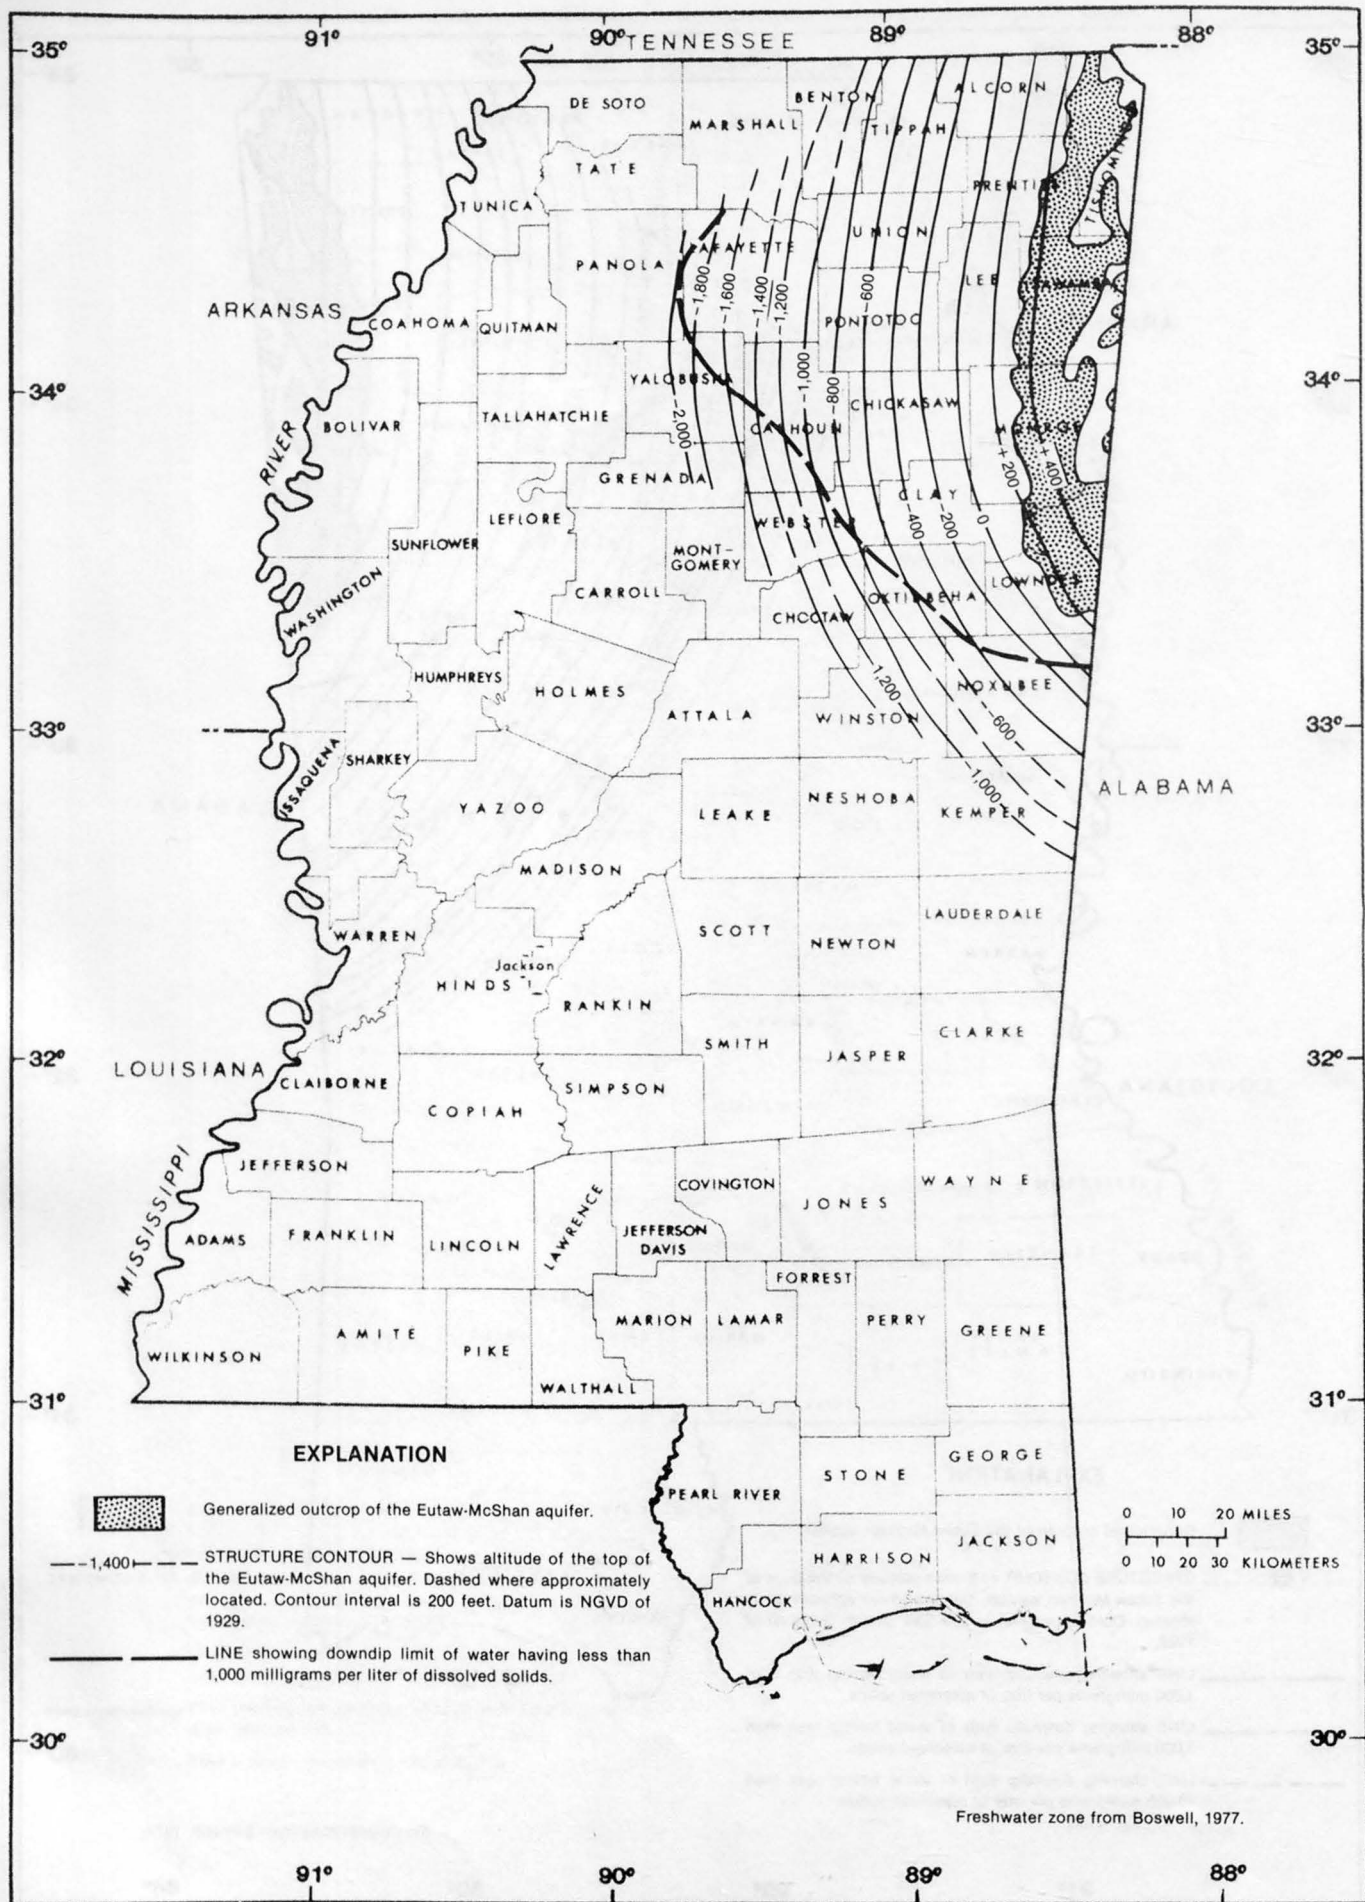 91° 90° 89° 88°
35° TENNESSEE 35°
DE SOTO BENTON ALCORN
MARSHALL TIPPAH
TATE TISHOMINGO
TUNICA PRENTISS
PANOLA LAFAYETTE UNION
LEE ITAWAMBA
-1,800 -1,600 -1,400 -1,200 -600
ARKANSAS COAHOMA QUITMAN PONTOTOC
34° YALOBUSHA -1,000 -800 34°
BOLIVAR TALLAHATCHIE -2,000 CALHOUN CHICKASAW MONROE
RIVER
GRENADA +200 +400
LEFLORE WEBSTER CLAY -400 -200 0
SUNFLOWER MONT-
GOMERY
WASHINGTON CARROLL CHOCTAW OKTIBBEHA LOWNDES
HUMPHREYS HOLMES 1,200 NOXUBEE
ATTALA WINSTON -600
33° 33°
ISSAQUENA SHARKEY -1,000
YAZOO LEAKE NESHOBA KEMPER ALABAMA
MADISON
WARREN SCOTT NEWTON LAUDERDALE
Jackson
HINDS RANKIN
SMITH JASPER CLARKE
32° 32°
LOUISIANA CLAIBORNE SIMPSON
COPIAH
JEFFERSON COVINGTON JONES WAYNE
MISSISSIPPI
ADAMS FRANKLIN LINCOLN LAWRENCE JEFFERSON
DAVIS
FORREST
AMITE MARION LAMAR PERRY GREENE
WILKINSON PIKE
WALTHALL
31° 31°
EXPLANATION
Generalized outcrop of the Eutaw-McShan aquifer.
-1,400 STRUCTURE CONTOUR — Shows altitude of the top of
the Eutaw-McShan aquifer. Dashed where approximately
located. Contour interval is 200 feet. Datum is NGVD of
1929.
LINE showing downdip limit of water having less than
1,000 milligrams per liter of dissolved solids.
GEORGE
STONE
PEARL RIVER
JACKSON
HARRISON
HANCOCK
0 10 20 MILES
0 10 20 30 KILOMETERS
30° 30°
Freshwater zone from Boswell, 1977.
91° 90° 89° 88°